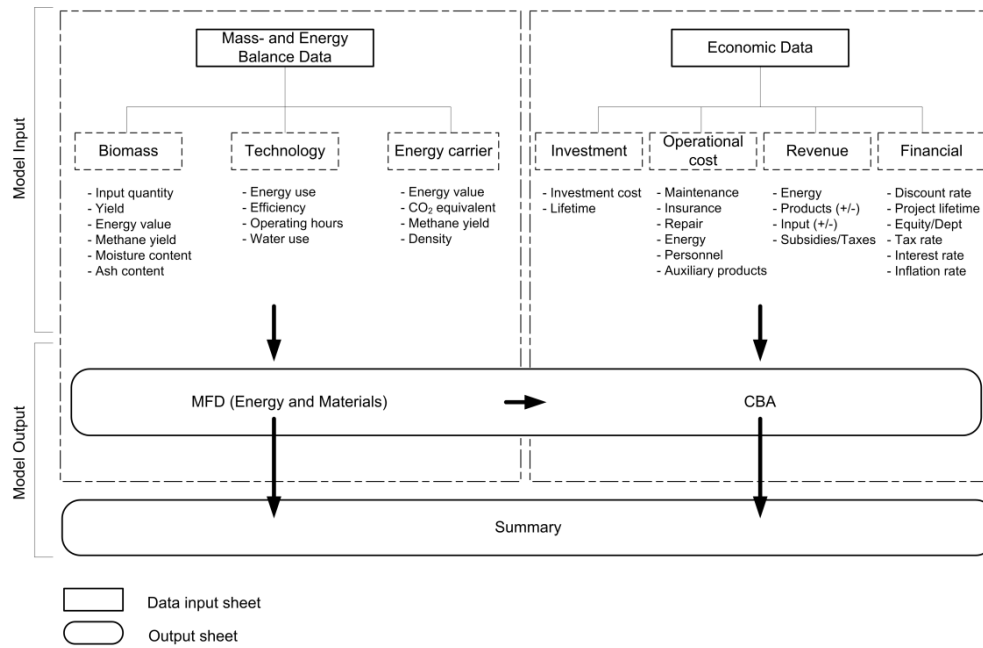 Model Input
Mass- and Energy
Balance Data
Economic Data
Biomass
Technology
Energy carrier
Investment
Operational
cost
Revenue
Financial
- Input quantity
- Yield
- Energy value
- Methane yield
- Moisture content
- Ash content
- Energy use
- Efficiency
- Operating hours
- Water use
- Energy value
- CO₂ equivalent
- Methane yield
- Density
- Investment cost
- Lifetime
- Maintenance
- Insurance
- Repair
- Energy
- Personnel
- Auxiliary products
- Energy
- Products (+/-)
- Input (+/-)
- Subsidies/Taxes
- Discount rate
- Project lifetime
- Equity/Dept
- Tax rate
- Interest rate
- Inflation rate
Model Output
MFD (Energy and Materials)
CBA
Summary
Data input sheet
Output sheet